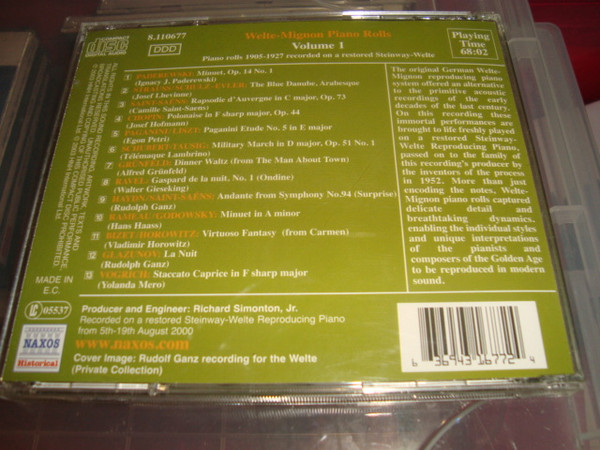 COMPACT
disc
DIGITAL AUDIO
8.110677
DDD
Welte-Mignon Piano Rolls
Volume 1
Piano rolls 1905-1927 recorded on a restored Steinway-Welte
Playing
Time
68:02
1 PADEREWSKI: Minuet, Op. 14 No. 1
(Ignacy J. Paderewski)
2 STRAUSS/SCHULZ-EVLER: The Blue Danube, Arabesque
(Josef Lhevinne)
3 SAINT-SAËNS: Rapsodie d'Auvergne in C major, Op. 73
(Camille Saint-Saens)
4 CHOPIN: Polonaise in F sharp major, Op. 44
(Josef Hofmann)
5 PAGANINI/LISZT: Paganini Etude No. 5 in E major
(Egon Petri)
6 SCHUBERT-TAUSIG: Military March in D major, Op. 51 No. 1
(Télémaque Lambrino)
7 GRÜNFELD: Dinner Waltz (from The Man About Town)
(Alfred Grünfeld)
8 RAVEL: Gaspard de la nuit, No. 1 (Ondine)
(Walter Gieseking)
9 HAYDN/SAINT-SAËNS: Andante from Symphony No.94 (Surprise)
(Rudolph Ganz)
10 RAMEAU/GODOWSKY: Minuet in A minor
(Hans Haass)
11 BIZET/HOROWITZ: Virtuoso Fantasy (from Carmen)
(Vladimir Horowitz)
12 GLAZUNOV: La Nuit
(Rudolph Ganz)
13 VOGRICH: Staccato Caprice in F sharp major
(Yolanda Mero)
The original German Welte-
Mignon reproducing piano
system offered an alternative
to the primitive acoustic
recordings of the early
decades of the last century.
On this recording these
immortal performances are
brought to life freshly played
on a restored Steinway-
Welte Reproducing Piano,
passed on to the family of
this recording's producer by
the inventors of the process
in 1952. More than just
encoding the notes, Welte-
Mignon piano rolls captured
delicate detail and
breathtaking dynamics,
enabling the individual styles
and unique interpretations
of the pianists and
composers of the Golden Age
to be reproduced in modern
sound.
MADE IN
E.C.
LC
05537
NAXOS
Historical
Producer and Engineer: Richard Simonton, Jr.
Recorded on a restored Steinway-Welte Reproducing Piano
from 5th-19th August 2000
www.naxos.com
Cover Image: Rudolf Ganz recording for the Welte
(Private Collection)
6 36943 16772 4